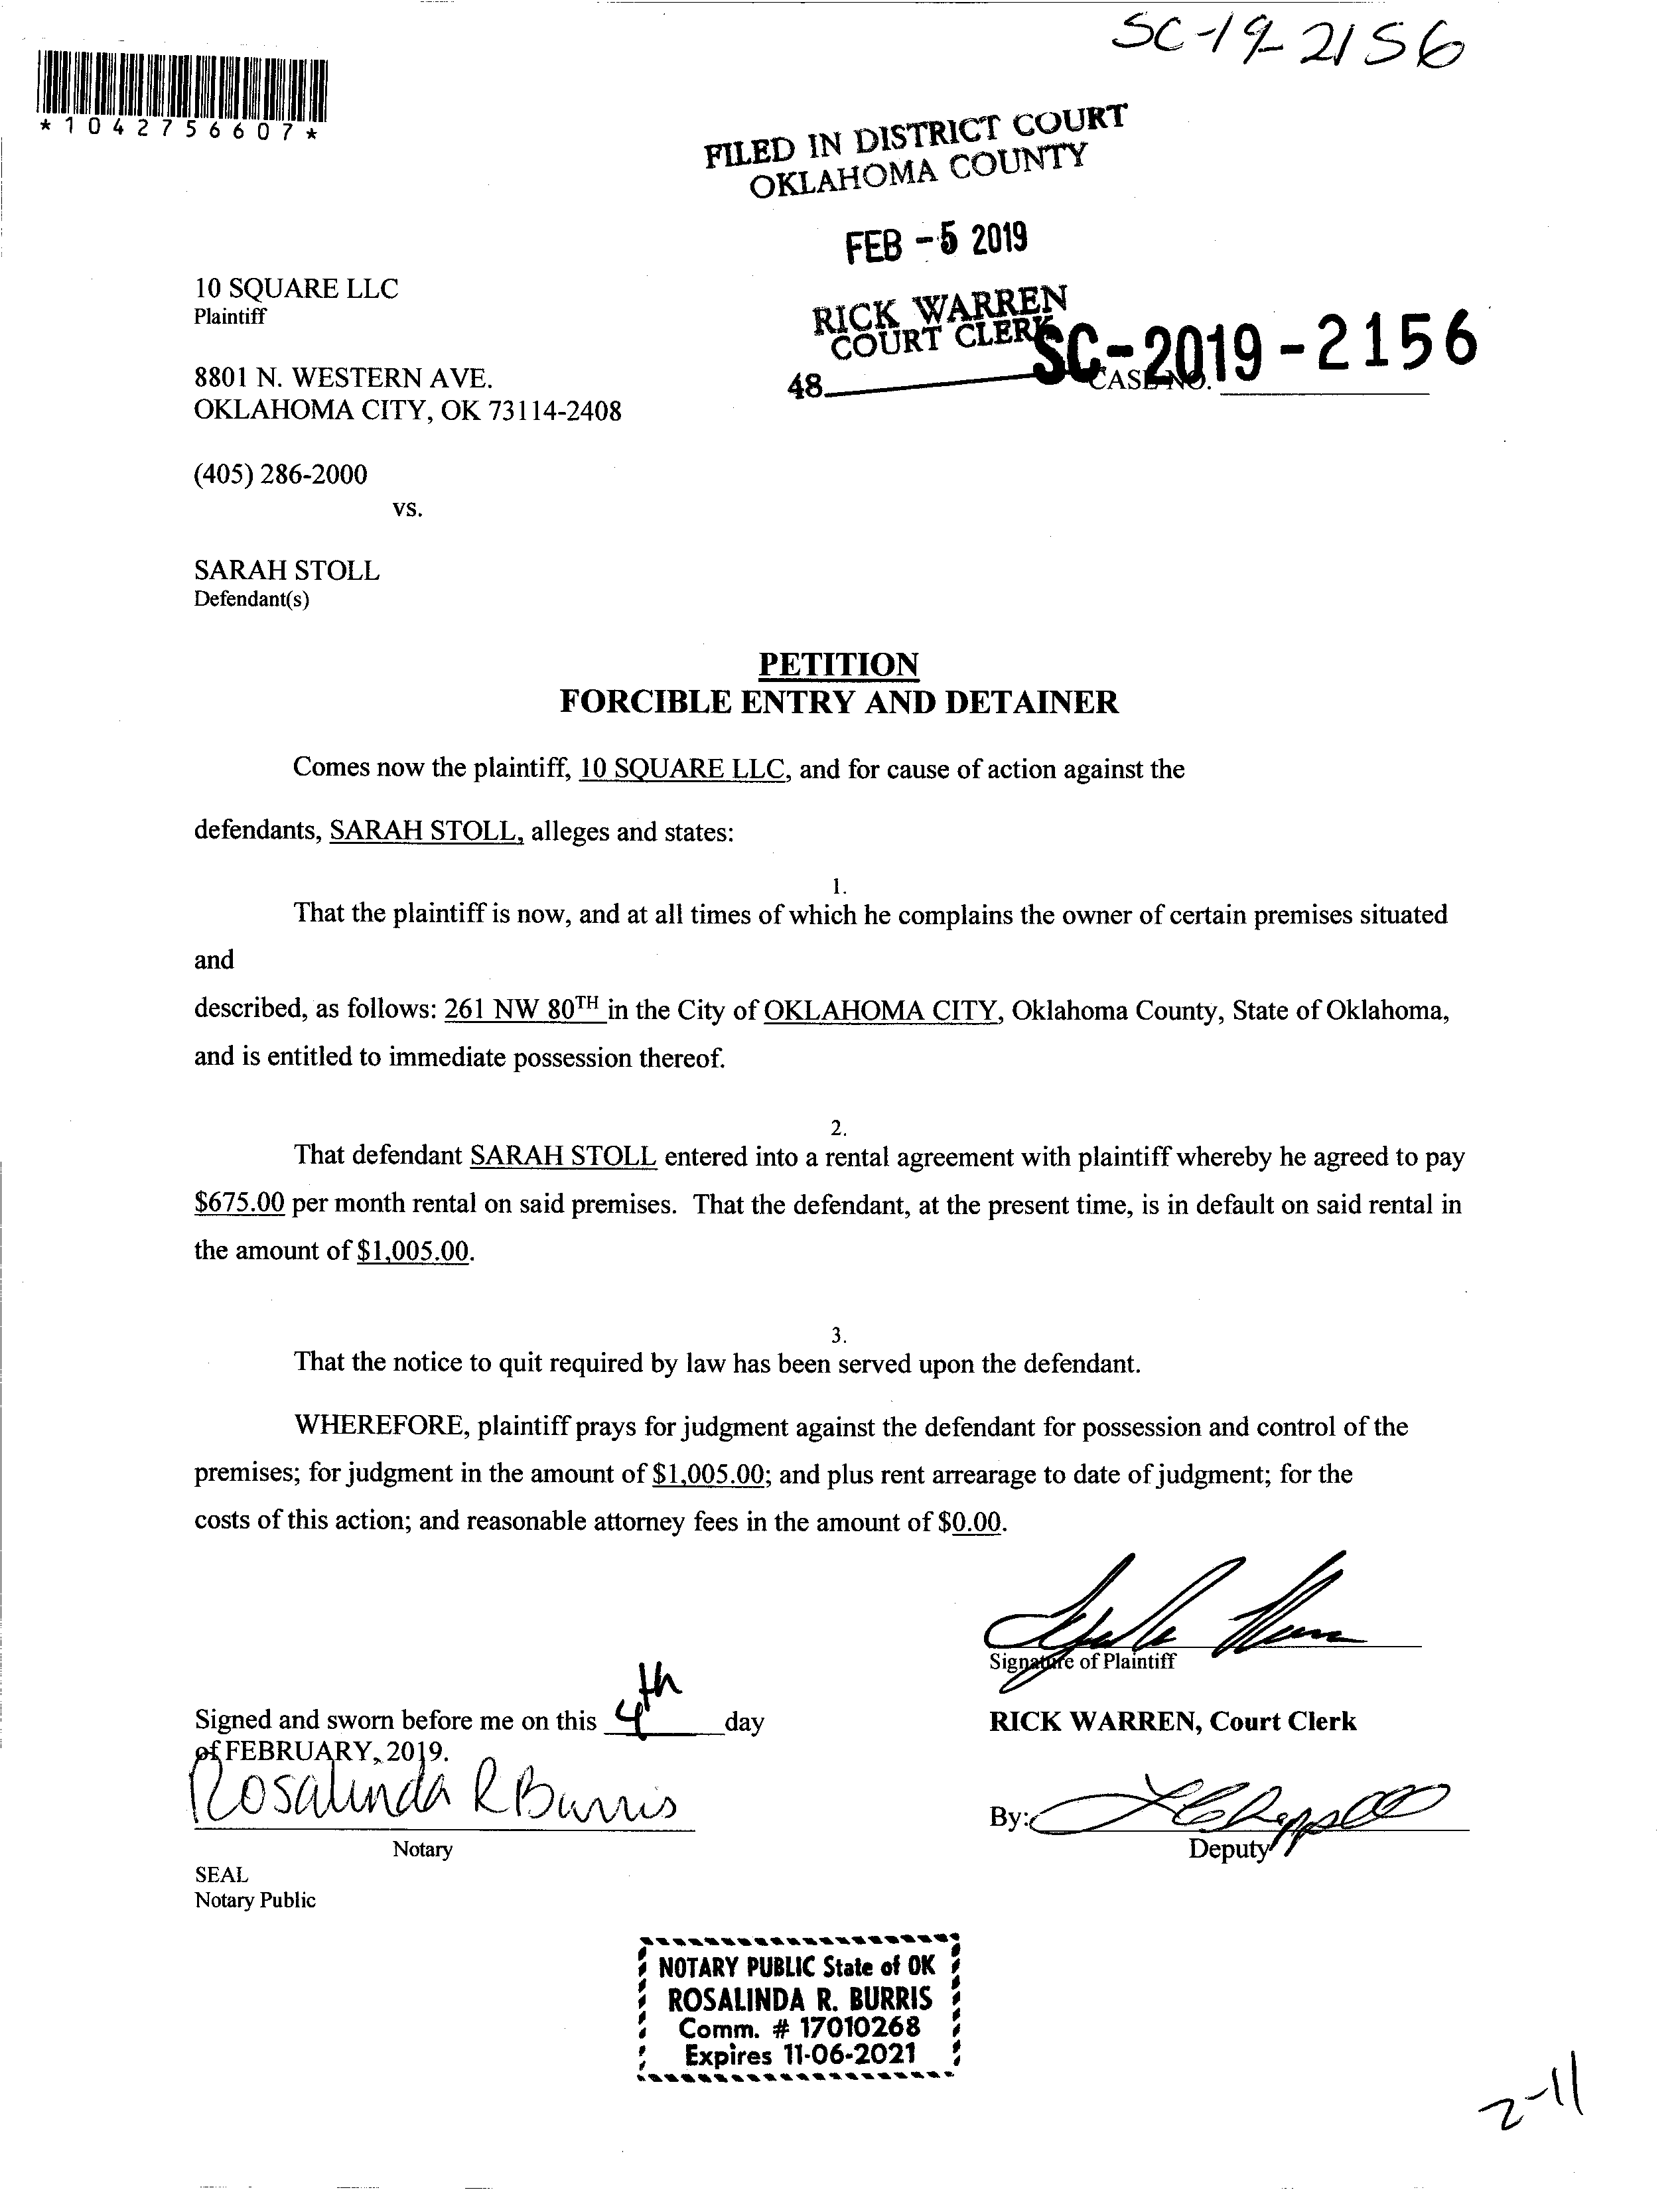 SC-19-2156
*1042756607*
FILED IN DISTRICT COURT
OKLAHOMA COUNTY
FEB -5 2019
10 SQUARE LLC
Plaintiff
RICK WARREN
COURT CLERK
SC-2019-2156
48 CASE NO.
8801 N. WESTERN AVE.
OKLAHOMA CITY, OK 73114-2408
(405) 286-2000
vs.
SARAH STOLL
Defendant(s)
PETITION
FORCIBLE ENTRY AND DETAINER
Comes now the plaintiff, 10 SQUARE LLC, and for cause of action against the
defendants, SARAH STOLL, alleges and states:
1.
That the plaintiff is now, and at all times of which he complains the owner of certain premises situated
and
described, as follows: 261 NW 80TH in the City of OKLAHOMA CITY, Oklahoma County, State of Oklahoma,
and is entitled to immediate possession thereof.
2.
That defendant SARAH STOLL entered into a rental agreement with plaintiff whereby he agreed to pay
$675.00 per month rental on said premises. That the defendant, at the present time, is in default on said rental in
the amount of $1,005.00.
3.
That the notice to quit required by law has been served upon the defendant.
WHEREFORE, plaintiff prays for judgment against the defendant for possession and control of the
premises; for judgment in the amount of $1,005.00; and plus rent arrearage to date of judgment; for the
costs of this action; and reasonable attorney fees in the amount of $0.00.
Signature of Plaintiff
Signed and sworn before me on this 4th day
of FEBRUARY, 2019.
RICK WARREN, Court Clerk
Rosalinda R Burris
By:
Notary
Deputy
SEAL
Notary Public
NOTARY PUBLIC State of OK
ROSALINDA R. BURRIS
Comm. # 17010268
Expires 11-06-2021
2-11